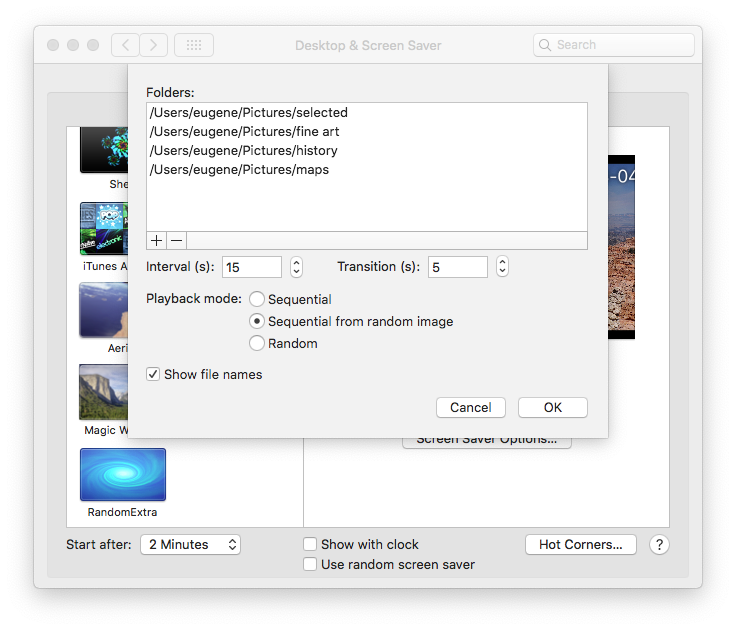 Desktop & Screen Saver
Search
Folders:
/Users/eugene/Pictures/selected
/Users/eugene/Pictures/fine art
/Users/eugene/Pictures/history
/Users/eugene/Pictures/maps
Interval (s): 15 Transition (s): 5
Playback mode: Sequential
Sequential from random image
Random
Show file names
Cancel OK
She
iTunes A
POP
electronic
Aeri
Magic W
RandomExtra
-04
Screen Saver Options...
Start after: 2 Minutes
Show with clock
Use random screen saver
Hot Corners... ?